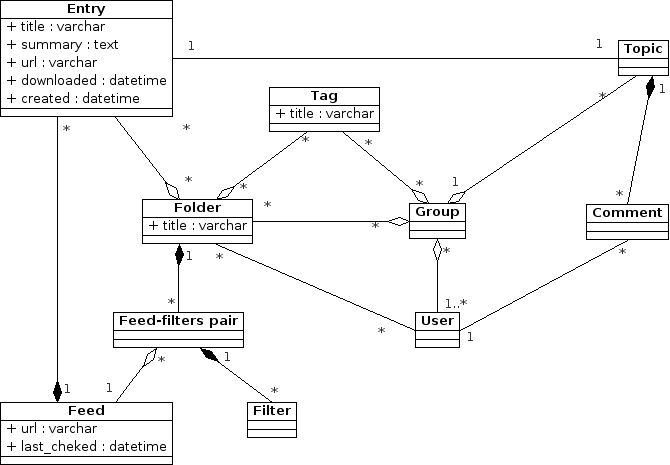 Entry
+ title : varchar
+ summary : text
+ url : varchar
+ downloaded : datetime
+ created : datetime
1
1
Topic
Tag
+ title : varchar
*
1
*
*
*
*
*
*
*
*
1
*
Folder
+ title : varchar
*
*
Group
Comment
1
*
*
*
*
Feed-filters pair
1..*
User
*
1
*
1
1
1
*
Feed
+ url : varchar
+ last_cheked : datetime
Filter